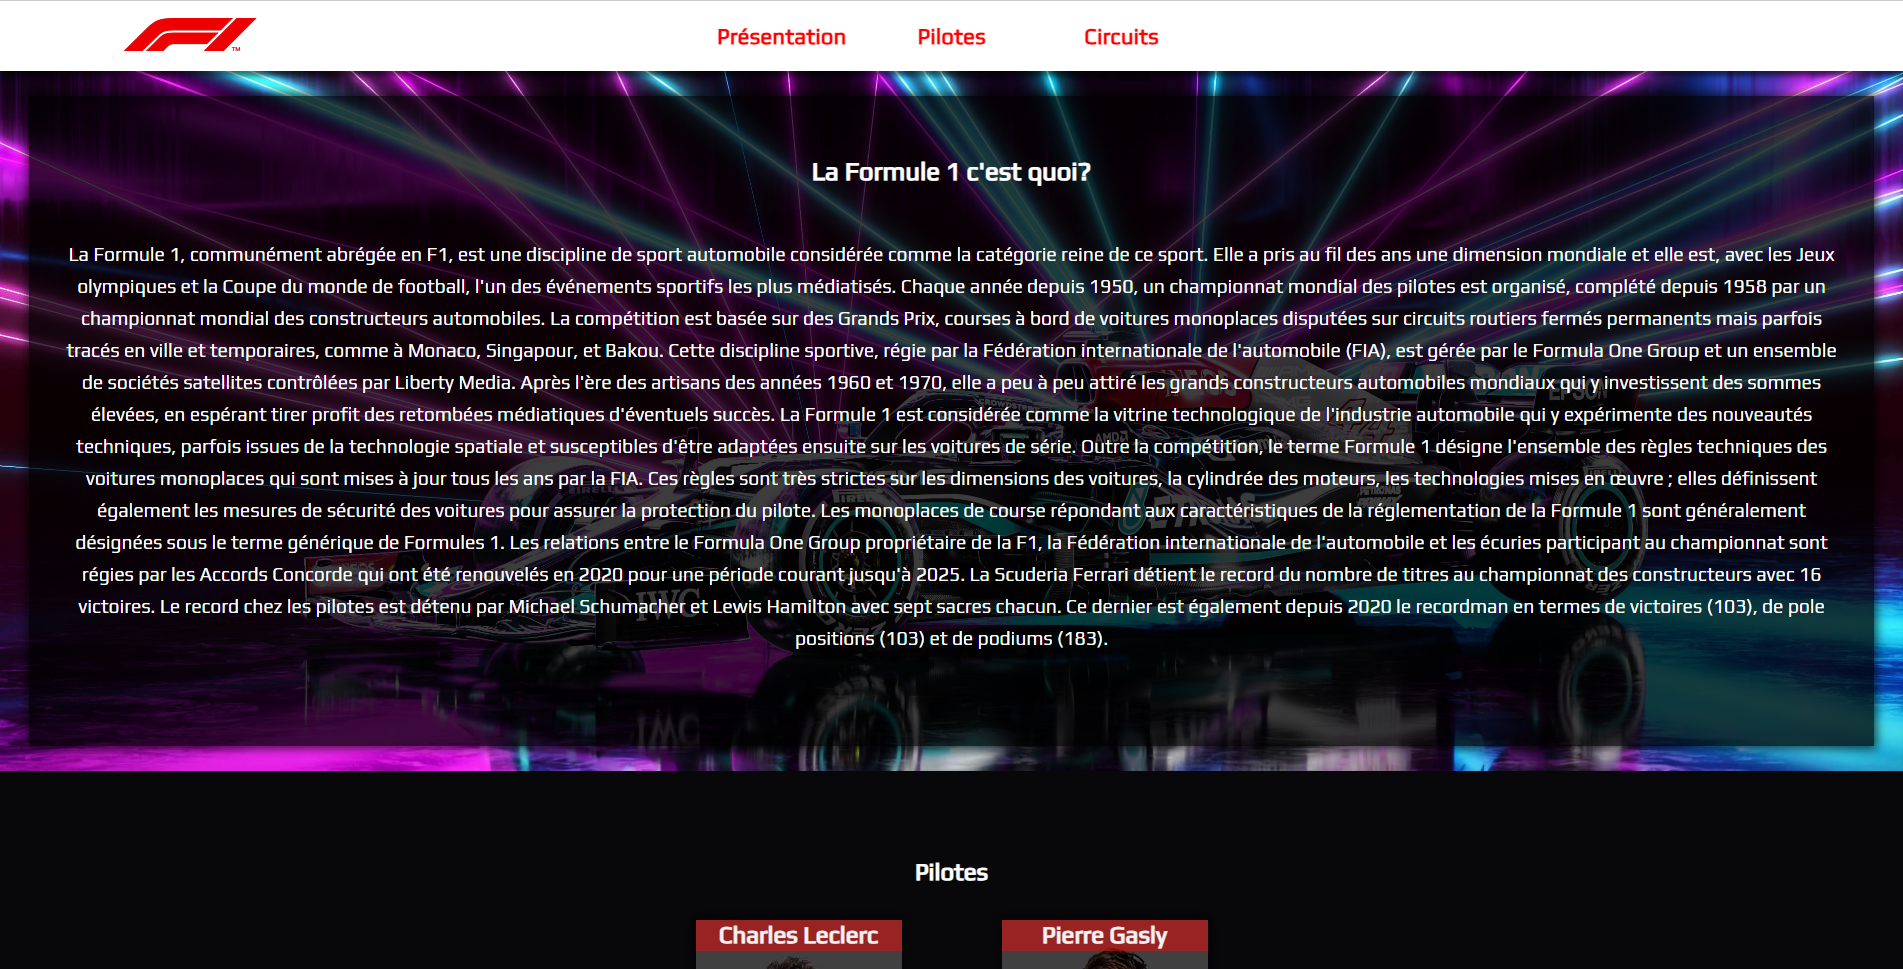 F1 TM
Présentation
Pilotes
Circuits
La Formule 1 c'est quoi?
La Formule 1, communément abrégée en F1, est une discipline de sport automobile considérée comme la catégorie reine de ce sport. Elle a pris au fil des ans une dimension mondiale et elle est, avec les Jeux
olympiques et la Coupe du monde de football, l'un des événements sportifs les plus médiatisés. Chaque année depuis 1950, un championnat mondial des pilotes est organisé, complété depuis 1958 par un
championnat mondial des constructeurs automobiles. La compétition est basée sur des Grands Prix, courses à bord de voitures monoplaces disputées sur circuits routiers fermés permanents mais parfois
tracés en ville et temporaires, comme à Monaco, Singapour, et Bakou. Cette discipline sportive, régie par la Fédération internationale de l'automobile (FIA), est gérée par le Formula One Group et un ensemble
de sociétés satellites contrôlées par Liberty Media. Après l'ère des artisans des années 1960 et 1970, elle a peu à peu attiré les grands constructeurs automobiles mondiaux qui y investissent des sommes
élevées, en espérant tirer profit des retombées médiatiques d'éventuels succès. La Formule 1 est considérée comme la vitrine technologique de l'industrie automobile qui y expérimente des nouveautés
techniques, parfois issues de la technologie spatiale et susceptibles d'être adaptées ensuite sur les voitures de série. Outre la compétition, le terme Formule 1 désigne l'ensemble des règles techniques des
voitures monoplaces qui sont mises à jour tous les ans par la FIA. Ces règles sont très strictes sur les dimensions des voitures, la cylindrée des moteurs, les technologies mises en œuvre ; elles définissent
également les mesures de sécurité des voitures pour assurer la protection du pilote. Les monoplaces de course répondant aux caractéristiques de la réglementation de la Formule 1 sont généralement
désignées sous le terme générique de Formules 1. Les relations entre le Formula One Group propriétaire de la F1, la Fédération internationale de l'automobile et les écuries participant au championnat sont
régies par les Accords Concorde qui ont été renouvelés en 2020 pour une période courant jusqu'à 2025. La Scuderia Ferrari détient le record du nombre de titres au championnat des constructeurs avec 16
victoires. Le record chez les pilotes est détenu par Michael Schumacher et Lewis Hamilton avec sept sacres chacun. Ce dernier est également depuis 2020 le recordman en termes de victoires (103), de pole
positions (103) et de podiums (183).
EPSON
AMD
PIRELLI
IWC
Pilotes
Charles Leclerc
Pierre Gasly